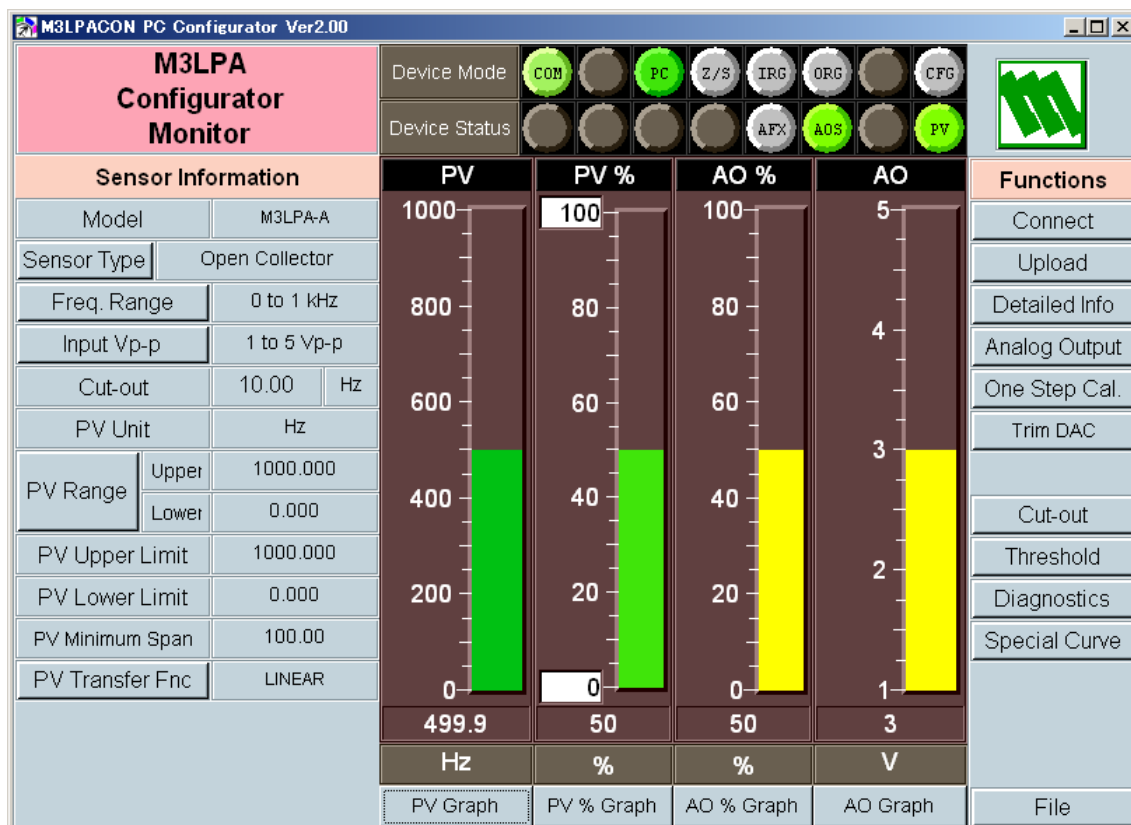 M3LPACON PC Configurator Ver2.00
M3LPA
Configurator
Monitor
Device Mode
COM
PC
Z/S
IRG
ORG
CFG
Device Status
AFX
AOS
PV
Sensor Information
Model
M3LPA-A
Sensor Type
Open Collector
Freq. Range
0 to 1 kHz
Input Vp-p
1 to 5 Vp-p
Cut-out
10.00
Hz
PV Unit
Hz
PV Range
Upper
1000.000
Lower
0.000
PV Upper Limit
1000.000
PV Lower Limit
0.000
PV Minimum Span
100.00
PV Transfer Fnc
LINEAR
PV
1000
800
600
400
200
0
499.9
Hz
PV Graph
PV %
100
80
60
40
20
0
50
%
PV % Graph
AO %
100
80
60
40
20
0
50
%
AO % Graph
AO
5
4
3
2
1
3
V
AO Graph
Functions
Connect
Upload
Detailed Info
Analog Output
One Step Cal.
Trim DAC
Cut-out
Threshold
Diagnostics
Special Curve
File